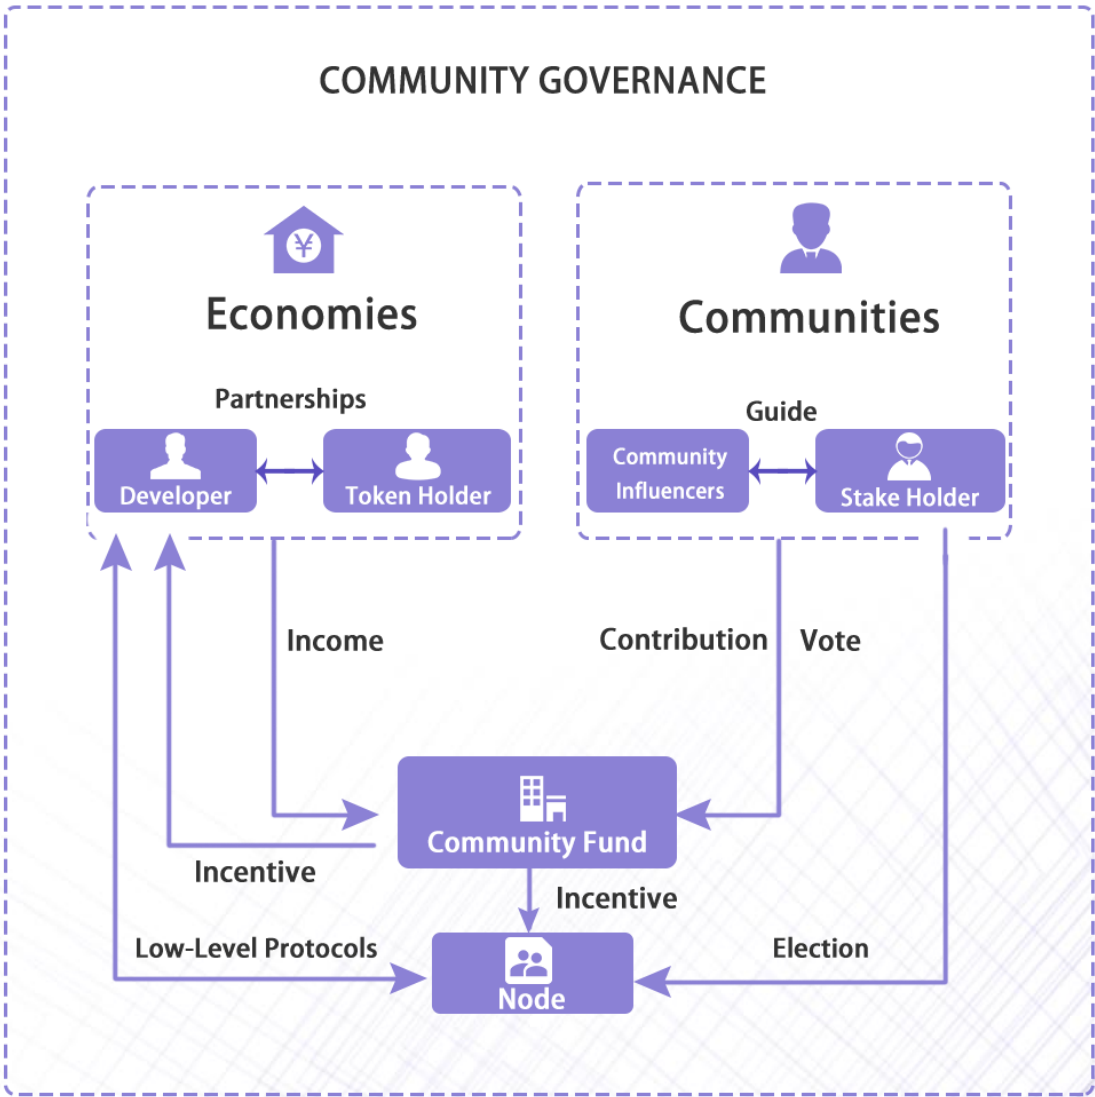 COMMUNITY GOVERNANCE
¥
Economies
Partnerships
Developer
Token Holder
Communities
Guide
Community
Influencers
Stake Holder
Income
Contribution
Vote
Community Fund
Incentive
Incentive
Low-Level Protocols
Election
Node